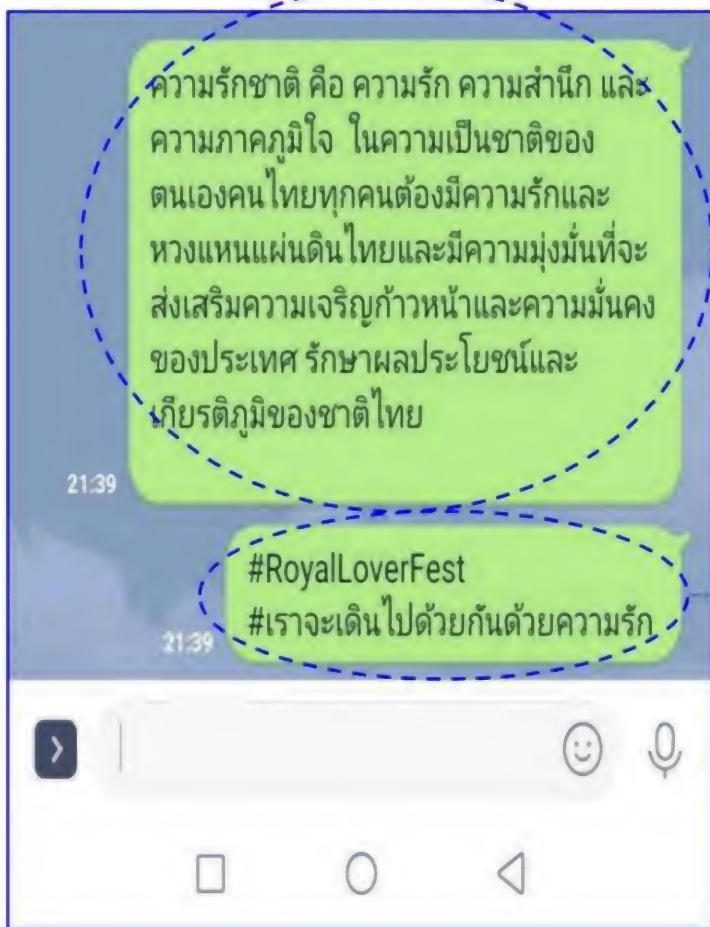 ความรักชาติ คือ ความรัก ความสำนึก และ
ความภาคภูมิใจ ในความเป็นชาติของ
ตนเองคนไทยทุกคนต้องมีความรักและ
หวงแหนแผ่นดินไทยและมีความมุ่งมั่นที่จะ
ส่งเสริมความเจริญก้าวหน้าและความมั่นคง
ของประเทศ รักษาผลประโยชน์และ
เกียรติภูมิของชาติไทย
21:39
#RoyalLoverFest
#เราจะเดินไปด้วยกันด้วยความรัก
21:39